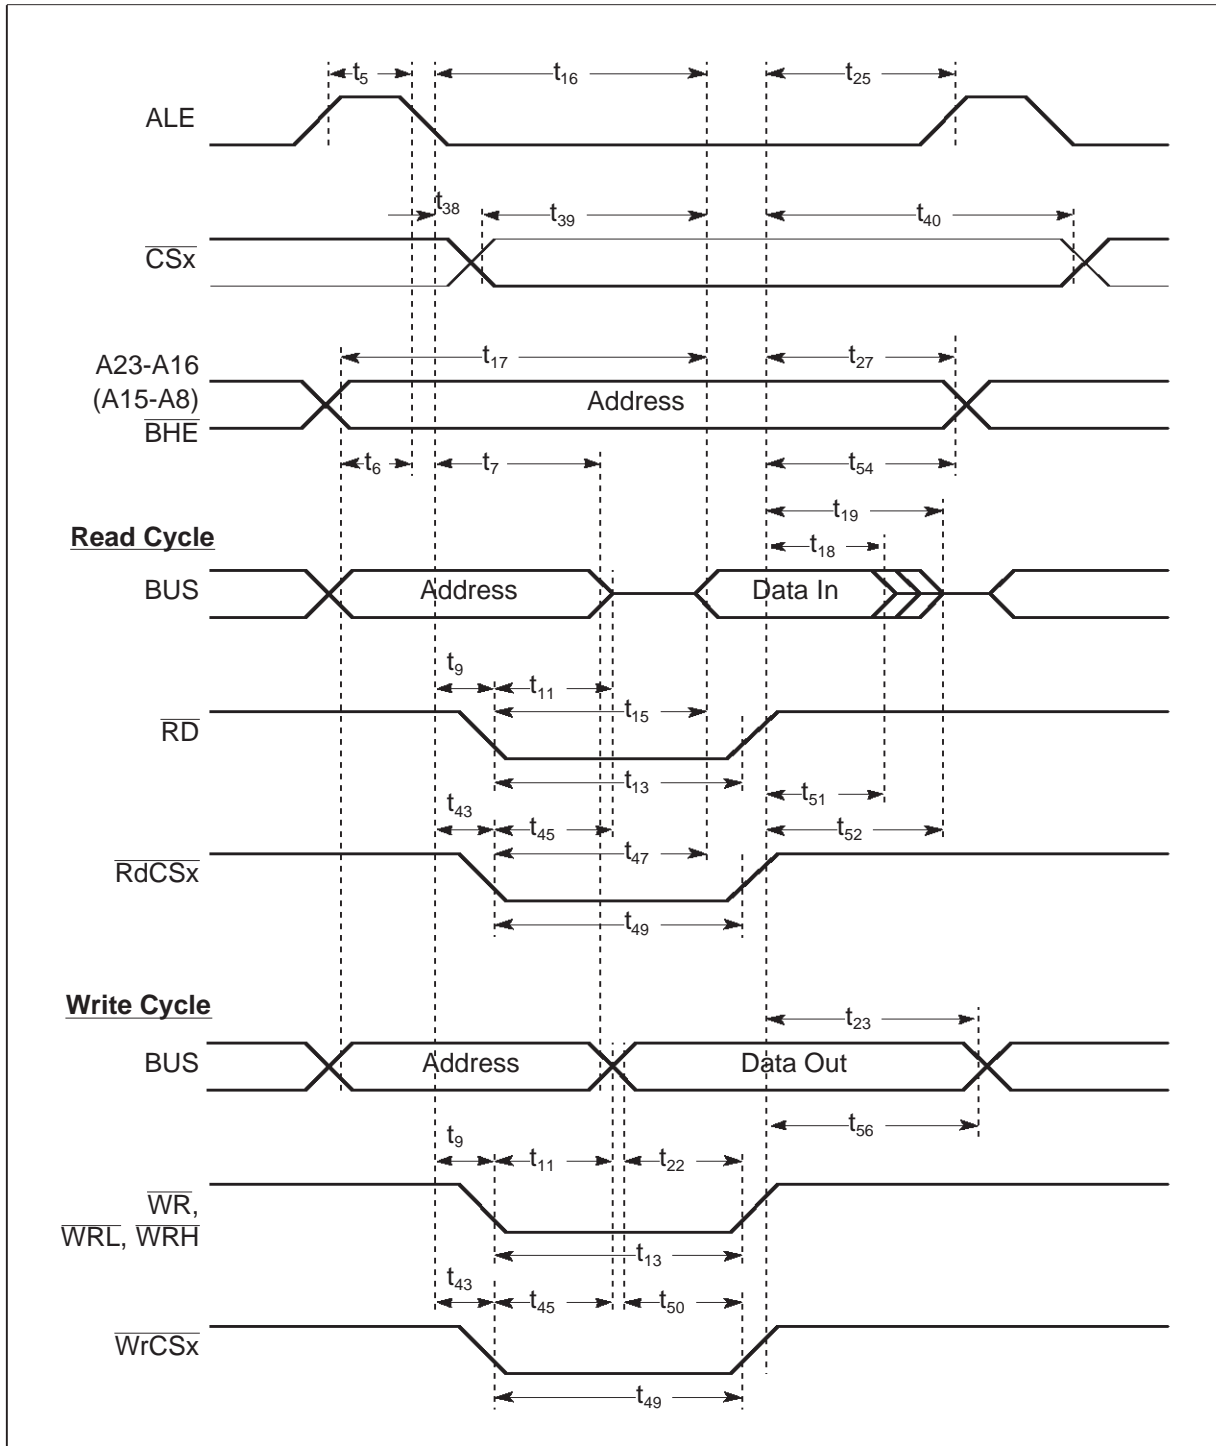 t5 t16 t25
ALE
t38 t39 t40
CSx
A23-A16 t17 t27
(A15-A8) Address
BHE
t6 t7 t54
t19
Read Cycle
t18
BUS Address Data In
t9 t11
t15
RD
t13
t51
t43 t45 t52
t47
RdCSx
t49
Write Cycle
t23
BUS Address Data Out
t56
t9 t11 t22
WR,
WRL, WRH
t13
t43 t45 t50
WrCSx
t49